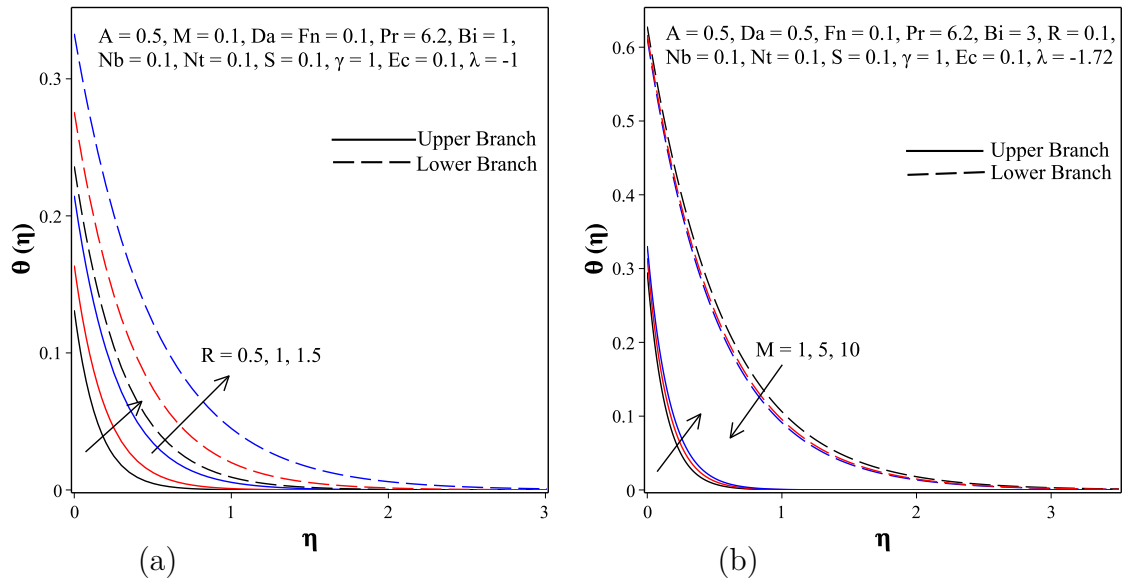 A = 0.5, M = 0.1, Da = Fn = 0.1, Pr = 6.2, Bi = 1,
Nb = 0.1, Nt = 0.1, S = 0.1, γ = 1, Ec = 0.1, λ = -1
Upper Branch
Lower Branch
R = 0.5, 1, 1.5
θ (η)
0.3
0.2
0.1
0
0 1 2 3
η
(a)
A = 0.5, Da = 0.5, Fn = 0.1, Pr = 6.2, Bi = 3, R = 0.1,
Nb = 0.1, Nt = 0.1, S = 0.1, γ = 1, Ec = 0.1, λ = -1.72
Upper Branch
Lower Branch
M = 1, 5, 10
θ (η)
0.6
0.5
0.4
0.3
0.2
0.1
0
0 1 2 3
η
(b)